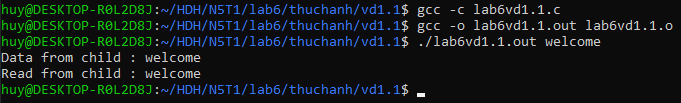 huy@DESKTOP-R0L2D8J:~/HDH/N5T1/lab6/thuchanh/vd1.1$ gcc -c lab6vd1.1.c
huy@DESKTOP-R0L2D8J:~/HDH/N5T1/lab6/thuchanh/vd1.1$ gcc -o lab6vd1.1.out lab6vd1.1.o
huy@DESKTOP-R0L2D8J:~/HDH/N5T1/lab6/thuchanh/vd1.1$ ./lab6vd1.1.out welcome
Data from child : welcome
Read from child : welcome
huy@DESKTOP-R0L2D8J:~/HDH/N5T1/lab6/thuchanh/vd1.1$